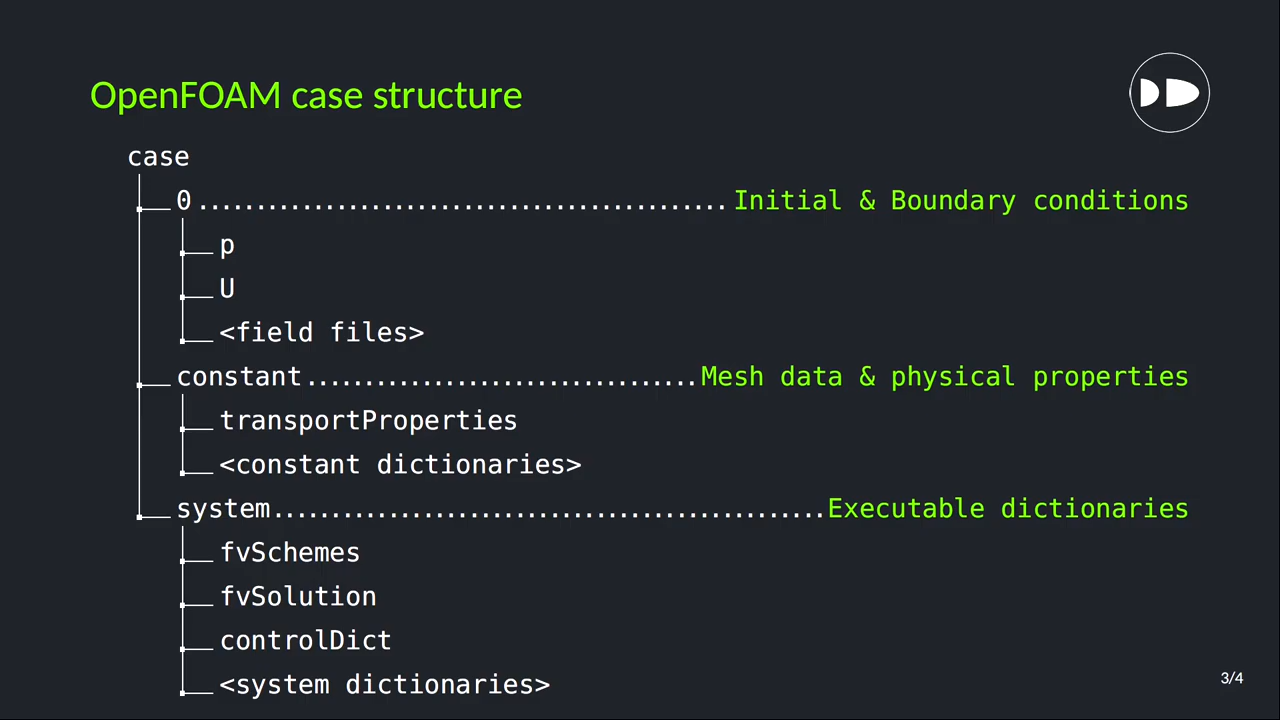 OpenFOAM case structure
case
0.............................................Initial & Boundary conditions
p
U
<field files>
constant.................................Mesh data & physical properties
transportProperties
<constant dictionaries>
system...............................................Executable dictionaries
fvSchemes
fvSolution
controlDict
<system dictionaries>
3/4